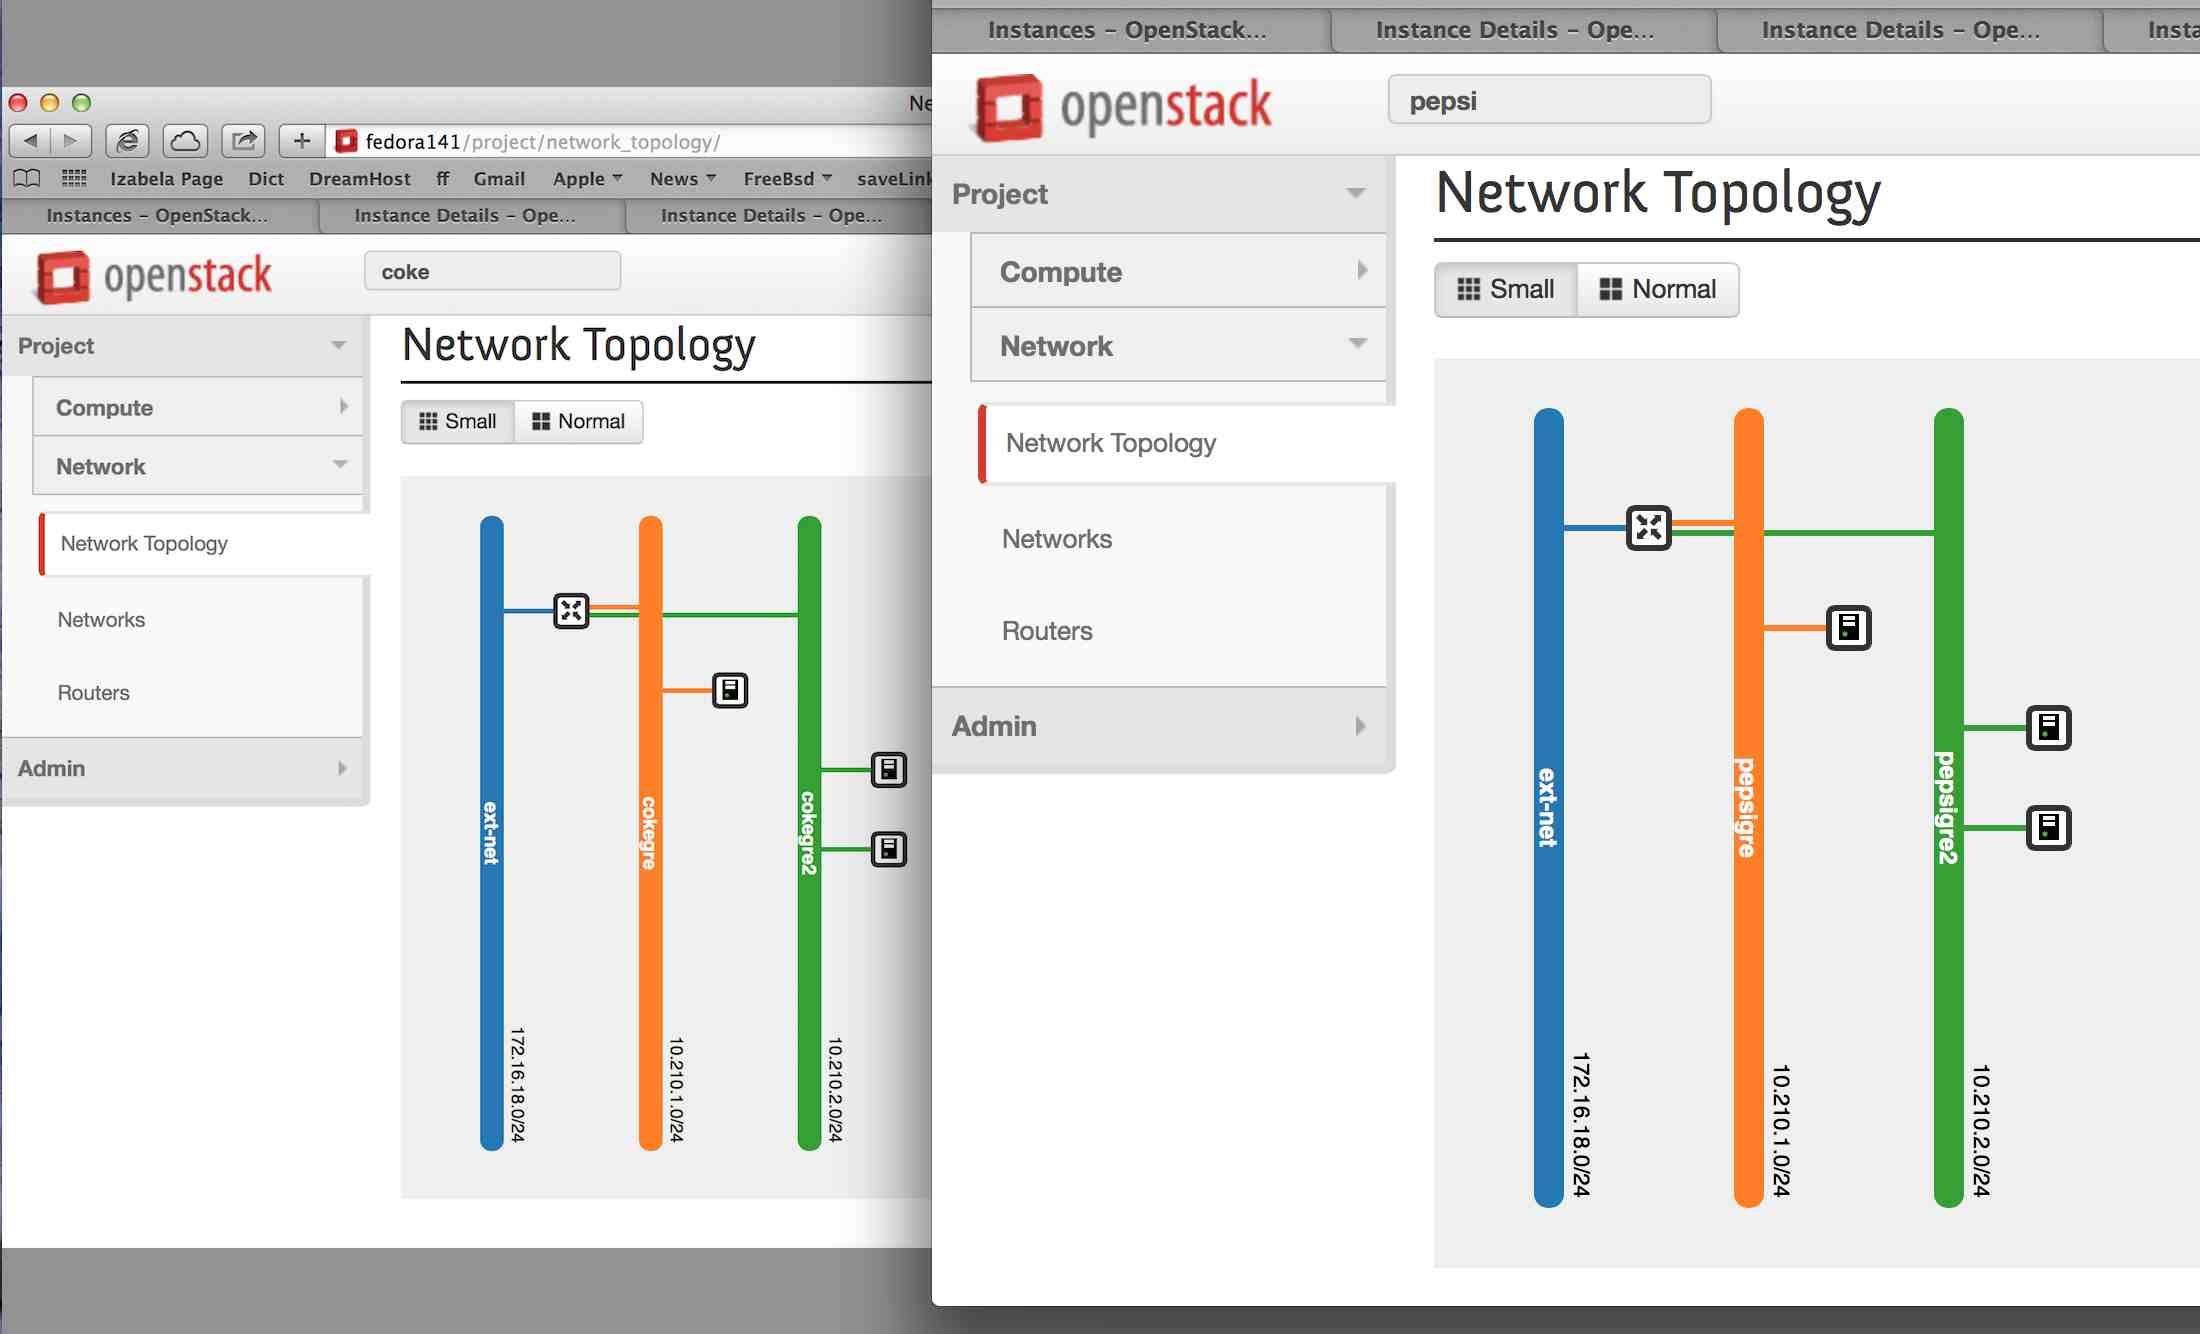 Ne
fedora141/project/network_topology/
Izabela Page Dict DreamHost ff Gmail Apple News FreeBsd saveLink
Instances – OpenStack... Instance Details – Ope... Instance Details – Ope...
openstack
coke
Project
Compute
Network
Network Topology
Networks
Routers
Admin
Network Topology
Small Normal
ext-net
cokegre
cokegre2
172.16.18.0/24
10.210.1.0/24
10.210.2.0/24
Instances – OpenStack... Instance Details – Ope... Instance Details – Ope... Insta
openstack
pepsi
Project
Compute
Network
Network Topology
Networks
Routers
Admin
Network Topology
Small Normal
ext-net
pepsigre
pepsigre2
172.16.18.0/24
10.210.1.0/24
10.210.2.0/24